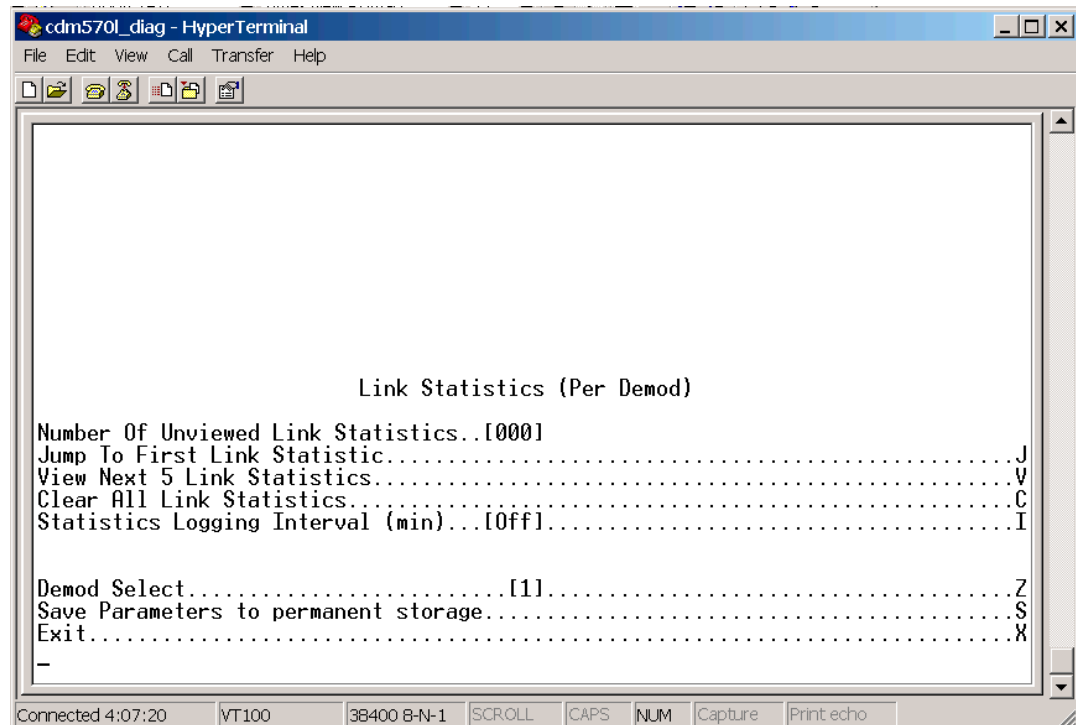 cdm570l_diag - HyperTerminal
File Edit View Call Transfer Help
Link Statistics (Per Demod)
Number Of Unviewed Link Statistics..[000]
Jump To First Link Statistic.......................................................J
View Next 5 Link Statistics........................................................V
Clear All Link Statistics..........................................................C
Statistics Logging Interval (min)...[Off]..........................................I
Demod Select...........................[1].........................................Z
Save Parameters to permanent storage...............................................S
Exit...............................................................................X
_
Connected 4:07:20 VT100 38400 8-N-1 SCROLL CAPS NUM Capture Print echo